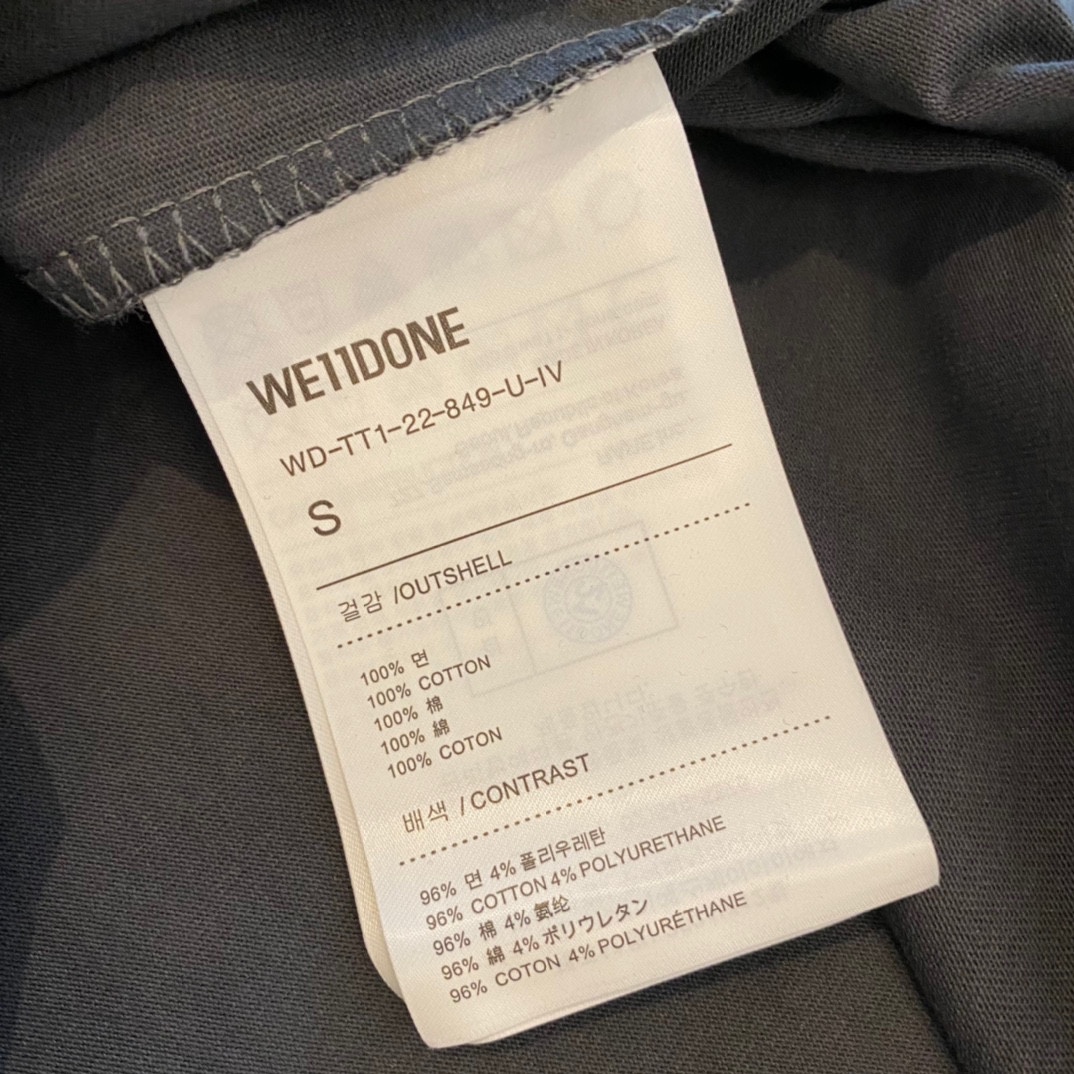 WE11DONE
WD-TT1-22-849-U-IV
S
걸감 /OUTSHELL
100% 면
100% COTTON
100% 棉
100% 綿
100% COTON
배색 /CONTRAST
96% 면 4% 폴리우레탄
96% COTTON 4% POLYURETHANE
96% 棉 4% 氨纶
96% 綿 4% ポリウレタン
96% COTON 4% POLYURÉTHANE